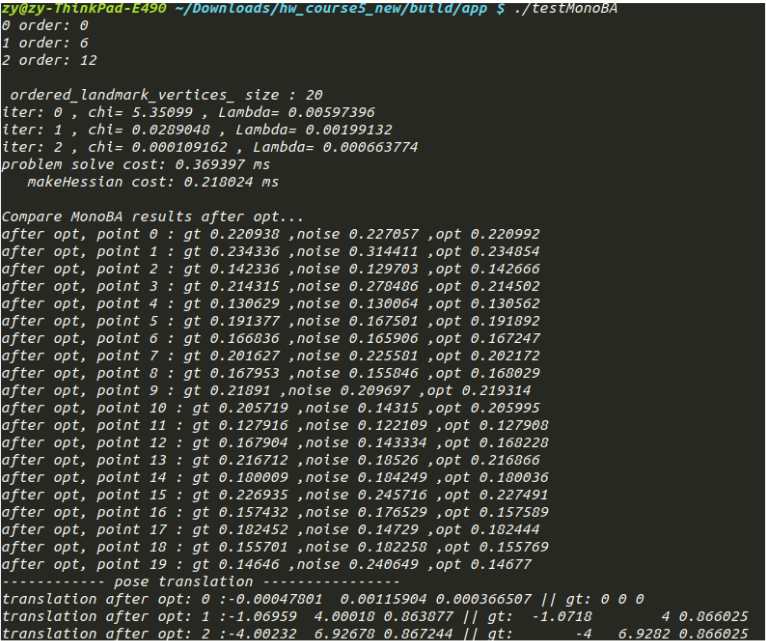 zy@zy-ThinkPad-E490 ~/Downloads/hw_course5_new/build/app $ ./testMonoBA
0 order: 0
1 order: 6
2 order: 12
ordered_landmark_vertices_ size : 20
iter: 0 , chi= 5.35099 , Lambda= 0.00597396
iter: 1 , chi= 0.0289048 , Lambda= 0.00199132
iter: 2 , chi= 0.000109162 , Lambda= 0.000663774
problem solve cost: 0.369397 ms
makeHessian cost: 0.218024 ms
Compare MonoBA results after opt...
after opt, point 0 : gt 0.220938 ,noise 0.227057 ,opt 0.220992
after opt, point 1 : gt 0.234336 ,noise 0.314411 ,opt 0.234854
after opt, point 2 : gt 0.142336 ,noise 0.129703 ,opt 0.142666
after opt, point 3 : gt 0.214315 ,noise 0.278486 ,opt 0.214502
after opt, point 4 : gt 0.130629 ,noise 0.130064 ,opt 0.130562
after opt, point 5 : gt 0.191377 ,noise 0.167501 ,opt 0.191892
after opt, point 6 : gt 0.166836 ,noise 0.165906 ,opt 0.167247
after opt, point 7 : gt 0.201627 ,noise 0.225581 ,opt 0.202172
after opt, point 8 : gt 0.167953 ,noise 0.155846 ,opt 0.168029
after opt, point 9 : gt 0.21891 ,noise 0.209697 ,opt 0.219314
after opt, point 10 : gt 0.205719 ,noise 0.14315 ,opt 0.205995
after opt, point 11 : gt 0.127916 ,noise 0.122109 ,opt 0.127908
after opt, point 12 : gt 0.167904 ,noise 0.143334 ,opt 0.168228
after opt, point 13 : gt 0.216712 ,noise 0.18526 ,opt 0.216866
after opt, point 14 : gt 0.180009 ,noise 0.184249 ,opt 0.180036
after opt, point 15 : gt 0.226935 ,noise 0.245716 ,opt 0.227491
after opt, point 16 : gt 0.157432 ,noise 0.176529 ,opt 0.157589
after opt, point 17 : gt 0.182452 ,noise 0.14729 ,opt 0.182444
after opt, point 18 : gt 0.155701 ,noise 0.182258 ,opt 0.155769
after opt, point 19 : gt 0.14646 ,noise 0.240649 ,opt 0.14677
------------ pose translation ----------------
translation after opt: 0 :-0.00047801 0.00115904 0.000366507 || gt: 0 0 0
translation after opt: 1 :-1.06959 4.00018 0.863877 || gt: -1.0718 4 0.866025
translation after opt: 2 :-4.00232 6.92678 0.867244 || gt: -4 6.9282 0.866025